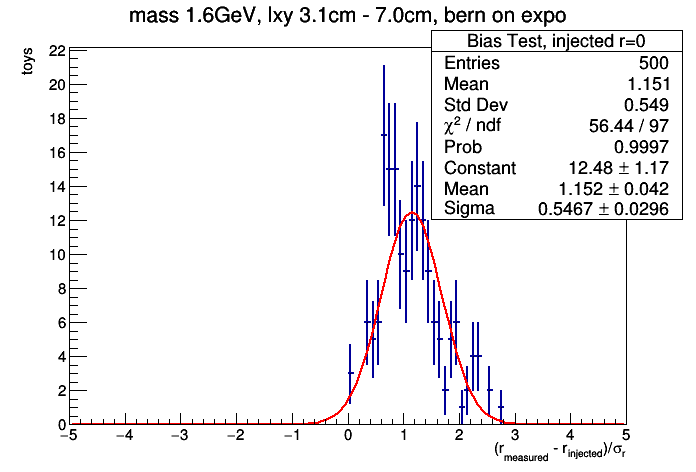 mass 1.6GeV, lxy 3.1cm - 7.0cm, bern on expo
Bias Test, injected r=0
Entries 500
Mean 1.151
Std Dev 0.549
χ² / ndf 56.44 / 97
Prob 0.9997
Constant 12.48 ± 1.17
Mean 1.152 ± 0.042
Sigma 0.5467 ± 0.0296
toys
22
20
18
16
14
12
10
8
6
4
2
0
−5 −4 −3 −2 −1 0 1 2 3 4 5
(r_measured - r_injected)/σ_r